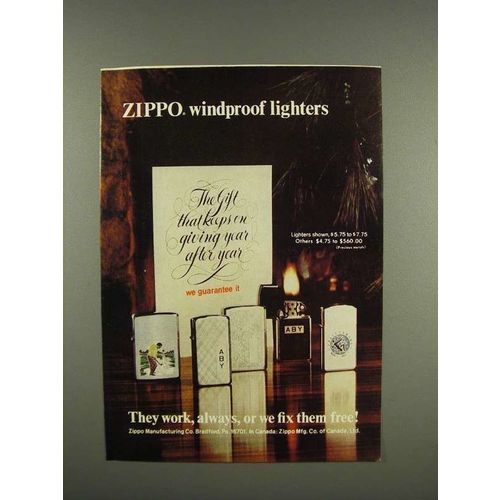 ZIPPO® windproof lighters
The Gift
that keeps on
giving year
after year
we guarantee it
Lighters shown, $5.75 to $7.75
Others $4.75 to $560.00
(Precious metals)
A
B
Y
ABY
They work, always, or we fix them free!
Zippo Manufacturing Co. Bradford, Pa. 16701. In Canada: Zippo Mfg. Co. of Canada, Ltd.